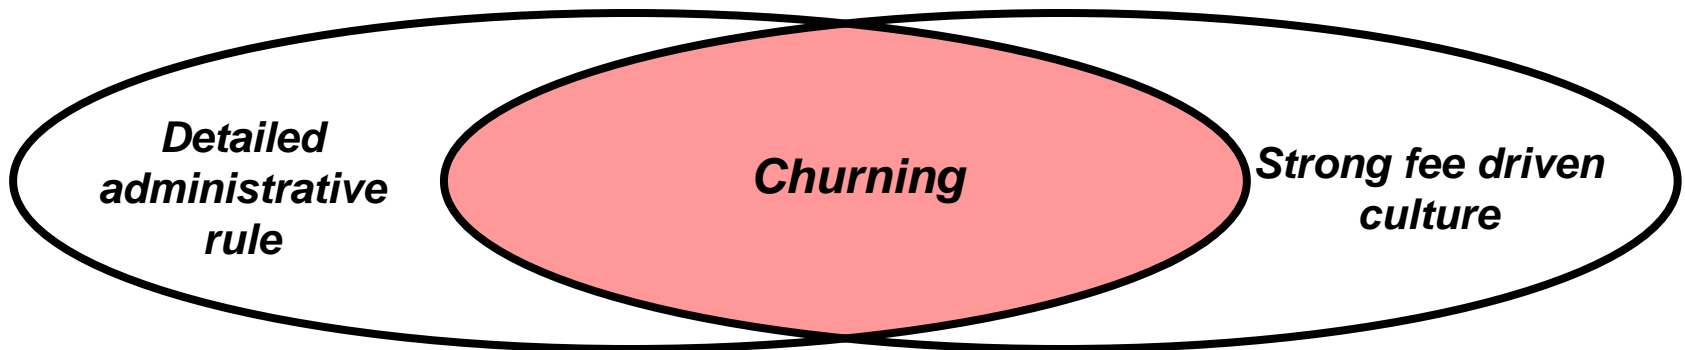 Detailed
administrative
rule
Churning
Strong fee driven
culture